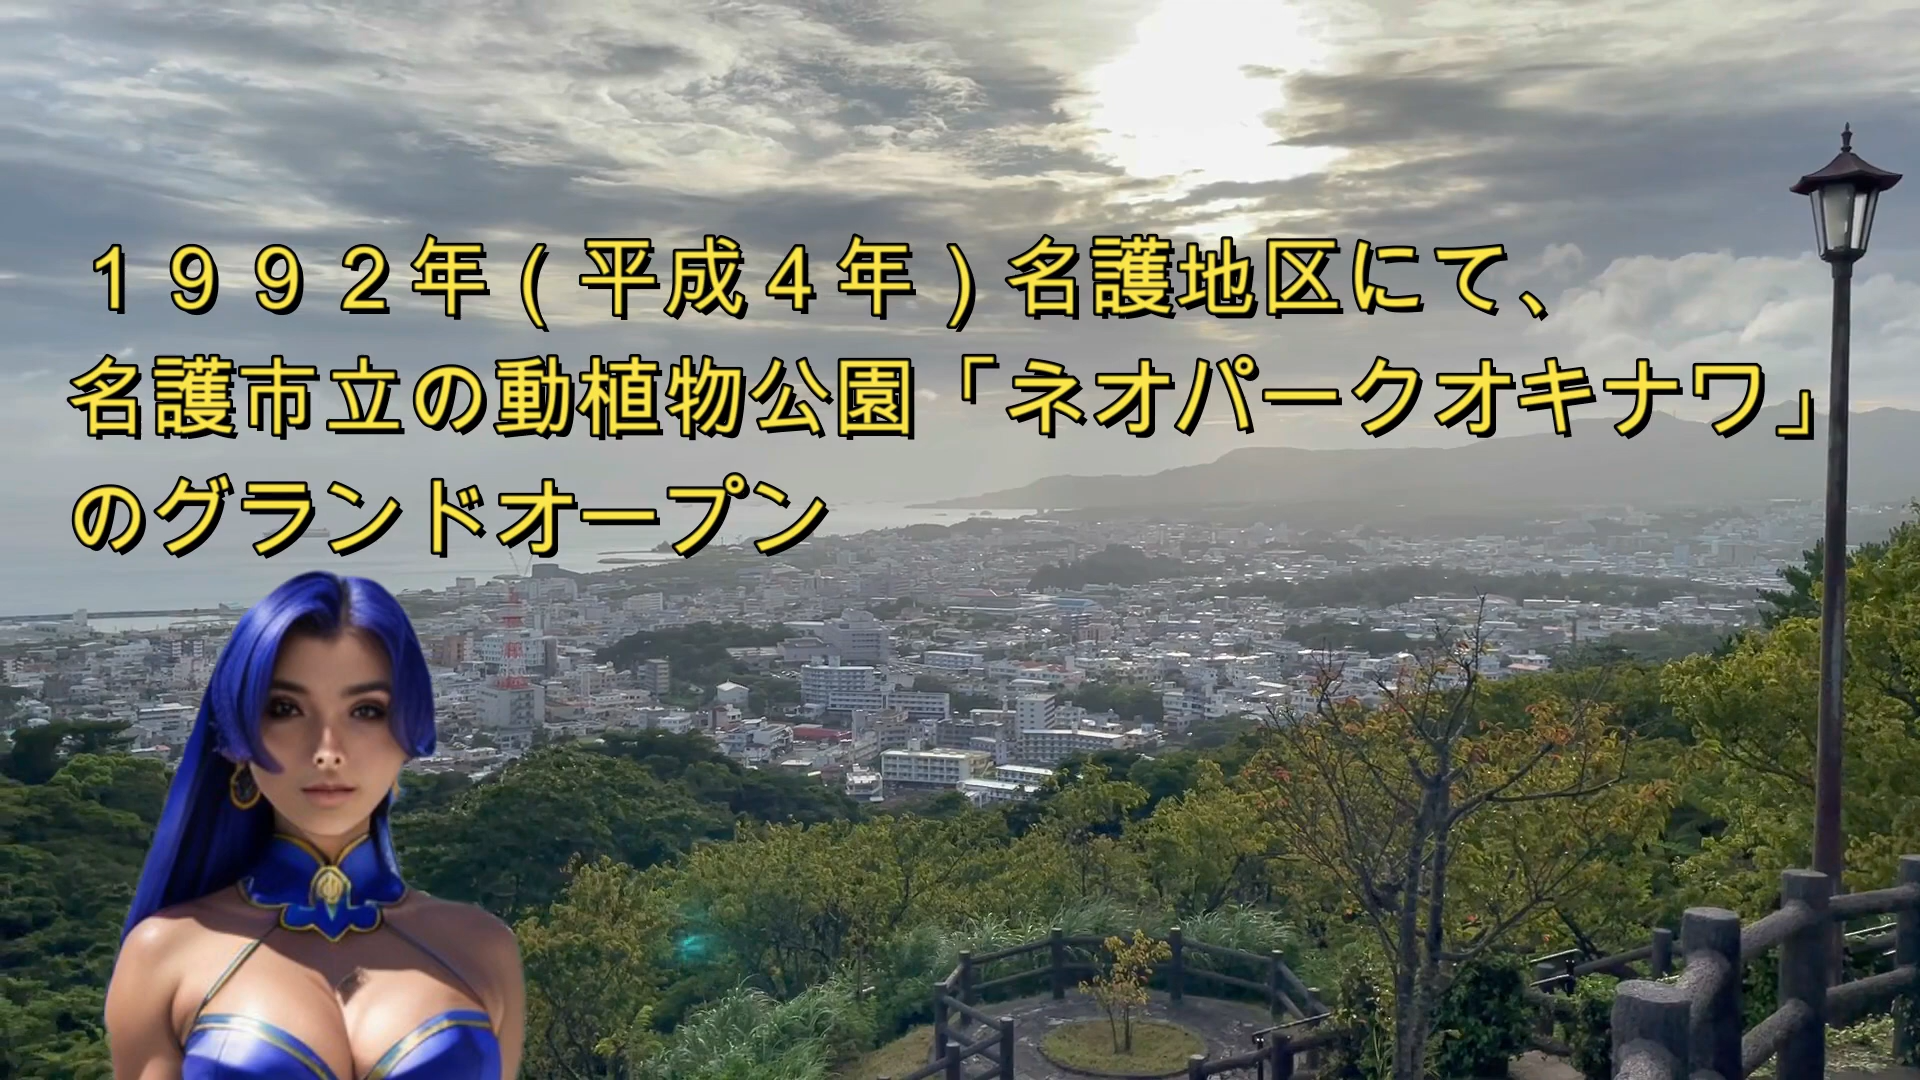 １９９２年（平成４年）名護地区にて、
名護市立の動植物公園「ネオパークオキナワ」
のグランドオープン